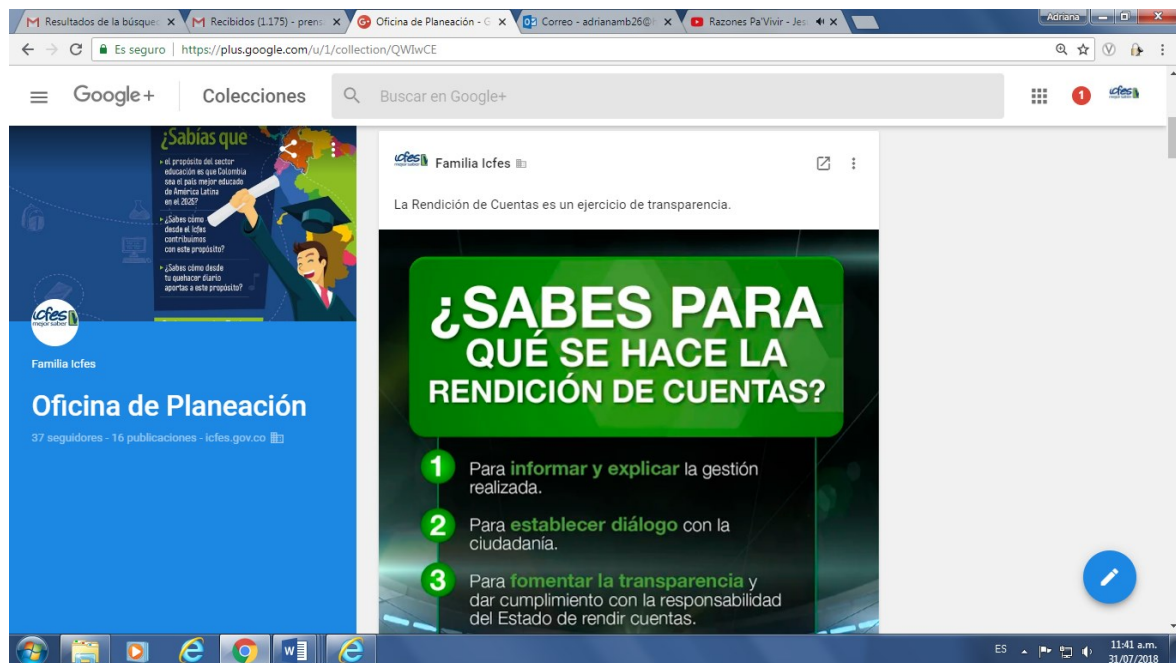 Resultados de la búsqued
Recibidos (1.175) - prens
Oficina de Planeación - G
Correo - adrianamb26@h
Razones Pa'Vivir - Jes
Adriana
Es seguro | https://plus.google.com/u/1/collection/QWIwCE
Google+ Colecciones
Buscar en Google+
1
icfes
mejor saber
¿Sabías que
el propósito del sector
educación es que Colombia
sea el país mejor educado
de América Latina
en el 2025?
¿Sabes cómo
desde el Icfes
contribuimos
con este propósito?
¿Sabes cómo desde
tu quehacer diario
aportas a este propósito?
icfes
mejor saber
Familia Icfes
Oficina de Planeación
37 seguidores - 16 publicaciones - icfes.gov.co
icfes
mejor saber
Familia Icfes
La Rendición de Cuentas es un ejercicio de transparencia.
¿SABES PARA
QUÉ SE HACE LA
RENDICIÓN DE CUENTAS?
1 Para informar y explicar la gestión
realizada.
2 Para establecer diálogo con la
ciudadanía.
3 Para fomentar la transparencia y
dar cumplimiento con la responsabilidad
del Estado de rendir cuentas.
ES
11:41 a.m.
31/07/2018